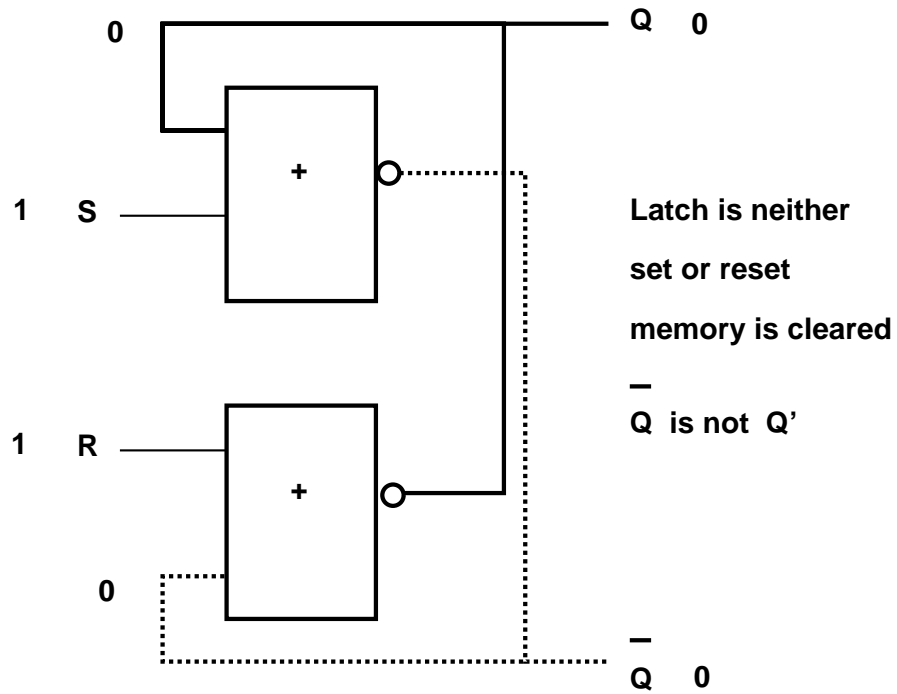 0
Q 0
+
1 S
Latch is neither
set or reset
memory is cleared
Q̅ is not Q’
1 R
+
0
Q̅ 0